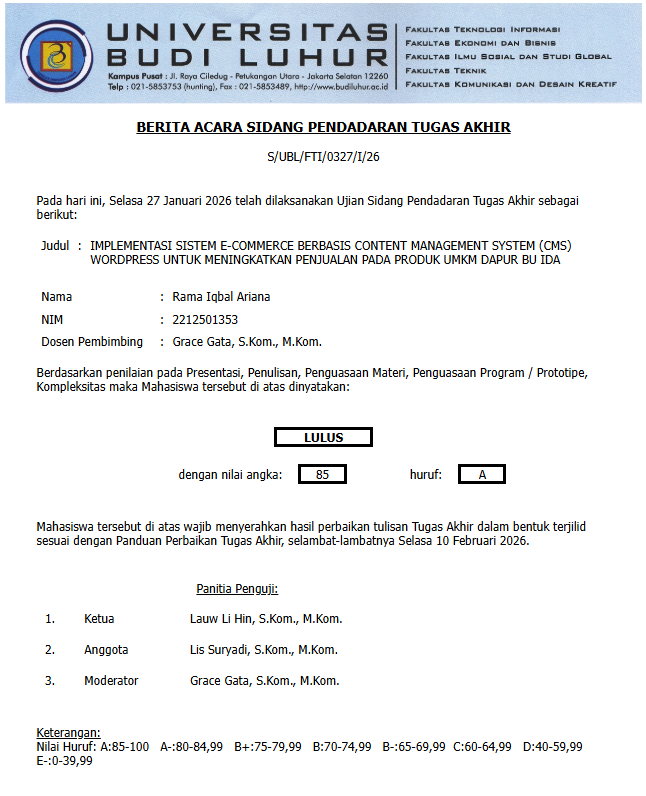 UNIVERSITAS
BUDI LUHUR
Kampus Pusat : Jl. Raya Ciledug - Petukangan Utara - Jakarta Selatan 12260
Telp : 021-5853753 (hunting), Fax : 021-5853489, http://www.budiluhur.ac.id
FAKULTAS TEKNOLOGI INFORMASI
FAKULTAS EKONOMI DAN BISNIS
FAKULTAS ILMU SOSIAL DAN STUDI GLOBAL
FAKULTAS TEKNIK
FAKULTAS KOMUNIKASI DAN DESAIN KREATIF
BERITA ACARA SIDANG PENDADARAN TUGAS AKHIR
S/UBL/FTI/0327/I/26
Pada hari ini, Selasa 27 Januari 2026 telah dilaksanakan Ujian Sidang Pendadaran Tugas Akhir sebagai
berikut:
Judul : IMPLEMENTASI SISTEM E-COMMERCE BERBASIS CONTENT MANAGEMENT SYSTEM (CMS)
WORDPRESS UNTUK MENINGKATKAN PENJUALAN PADA PRODUK UMKM DAPUR BU IDA
Nama : Rama Iqbal Ariana
NIM : 2212501353
Dosen Pembimbing : Grace Gata, S.Kom., M.Kom.
Berdasarkan penilaian pada Presentasi, Penulisan, Penguasaan Materi, Penguasaan Program / Prototipe,
Kompleksitas maka Mahasiswa tersebut di atas dinyatakan:
LULUS
dengan nilai angka: 85 huruf: A
Mahasiswa tersebut di atas wajib menyerahkan hasil perbaikan tulisan Tugas Akhir dalam bentuk terjilid
sesuai dengan Panduan Perbaikan Tugas Akhir, selambat-lambatnya Selasa 10 Februari 2026.
Panitia Penguji:
1. Ketua Lauw Li Hin, S.Kom., M.Kom.
2. Anggota Lis Suryadi, S.Kom., M.Kom.
3. Moderator Grace Gata, S.Kom., M.Kom.
Keterangan:
Nilai Huruf: A:85-100 A-:80-84,99 B+:75-79,99 B:70-74,99 B-:65-69,99 C:60-64,99 D:40-59,99
E-:0-39,99